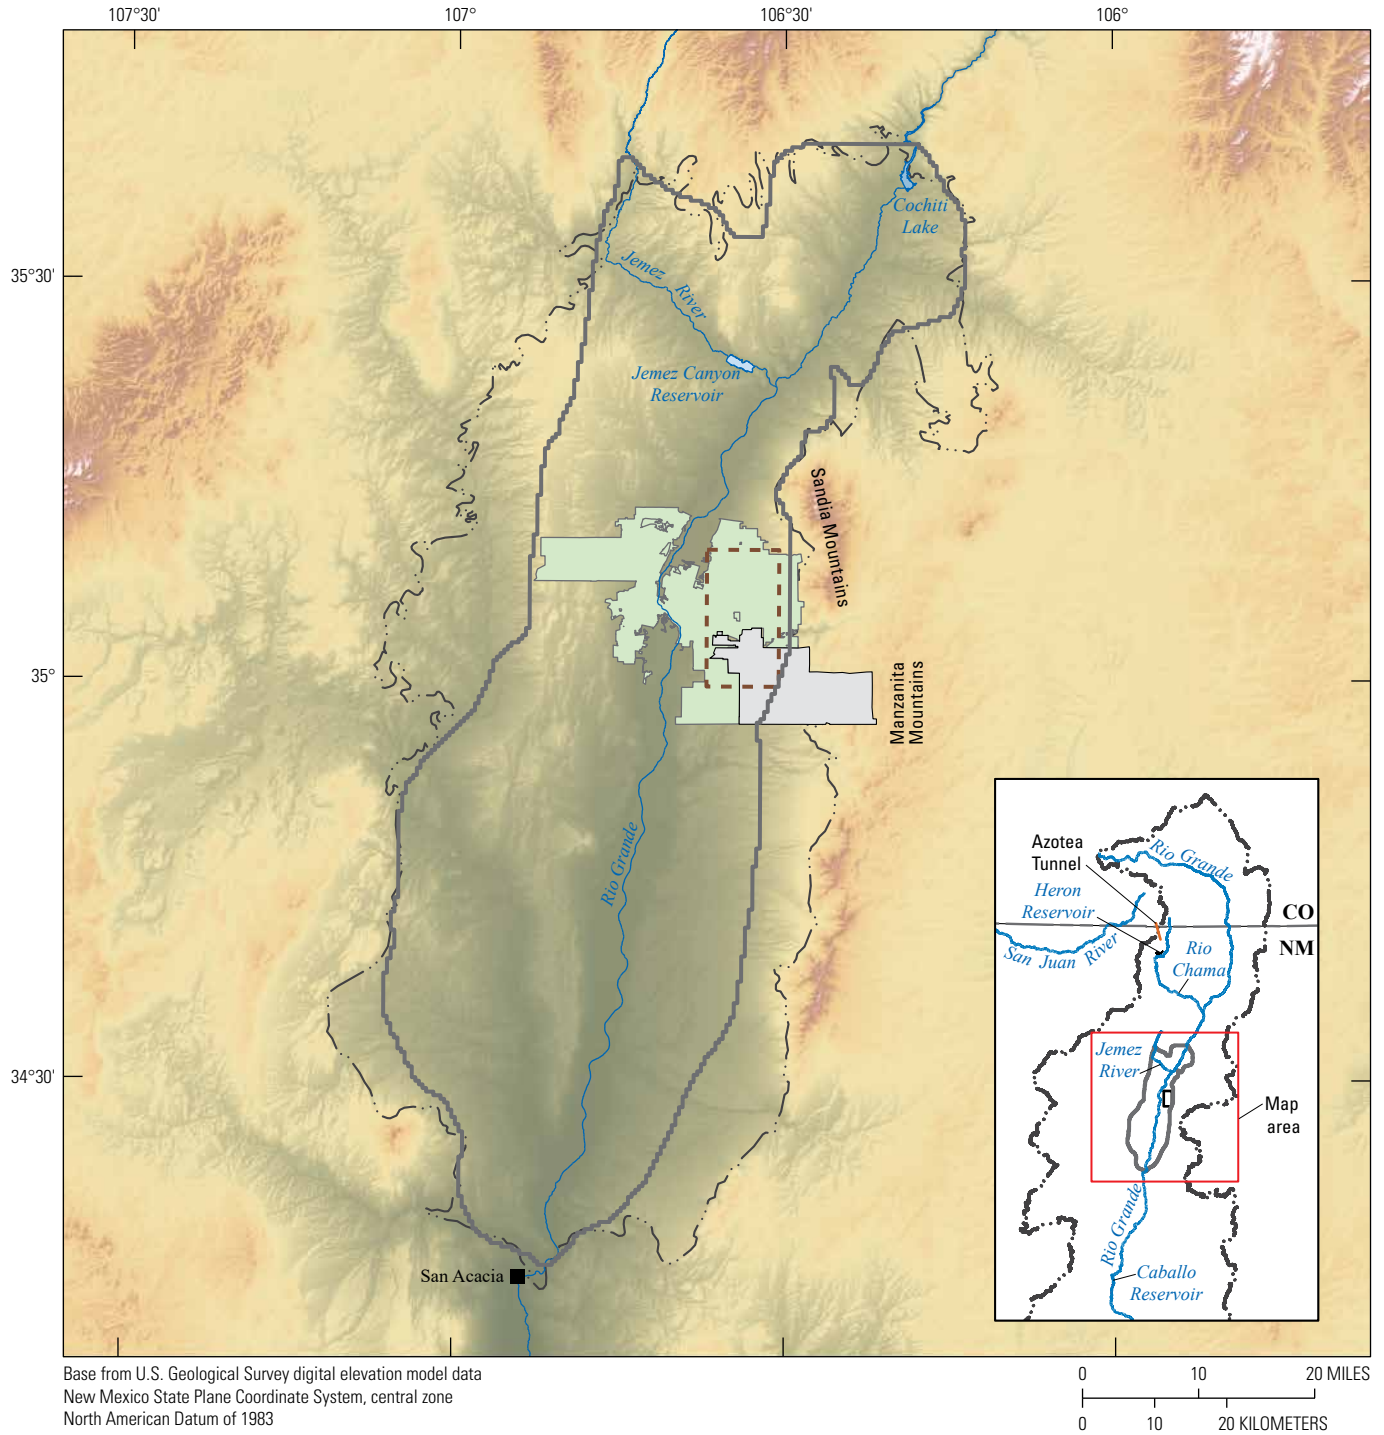 107°30'
107°
106°30'
106°
35°30'
35°
34°30'
Cochiti
Lake
Jemez
River
Jemez Canyon
Reservoir
Sandia Mountains
Manzanita
Mountains
Rio Grande
San Acacia
Azotea
Tunnel
Heron
Reservoir
Rio Grande
CO
NM
San Juan River
Rio
Chama
Jemez
River
Map
area
Rio Grande
Caballo
Reservoir
Base from U.S. Geological Survey digital elevation model data
New Mexico State Plane Coordinate System, central zone
North American Datum of 1983
0 10 20 MILES
0 10 20 KILOMETERS